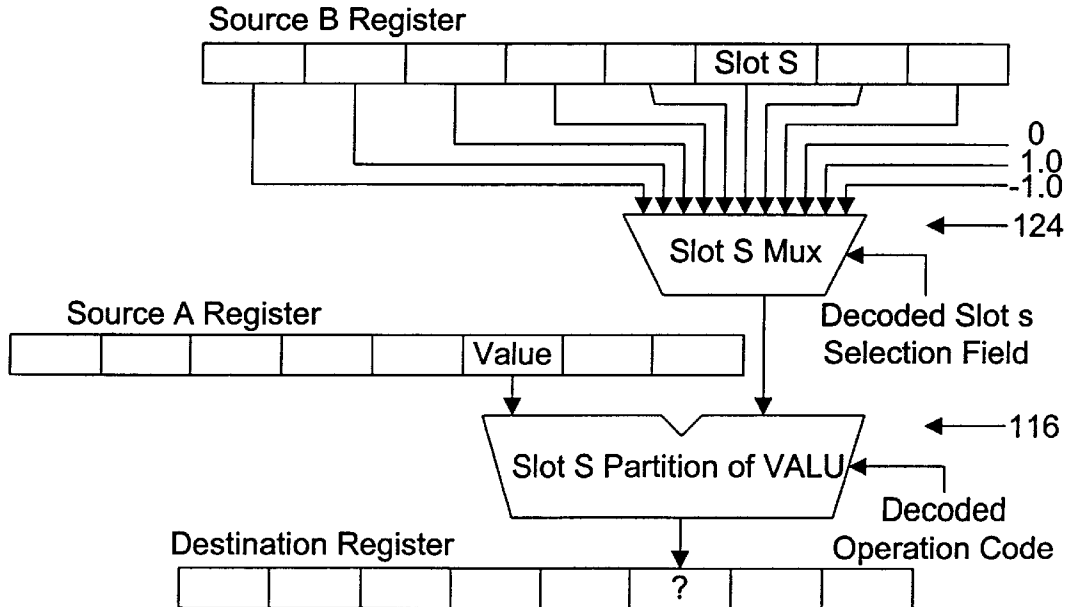 Source B Register
Slot S
0
1.0
-1.0
124
Slot S Mux
Decoded Slot s
Selection Field
Source A Register
Value
116
Slot S Partition of VALU
Decoded
Operation Code
Destination Register
?